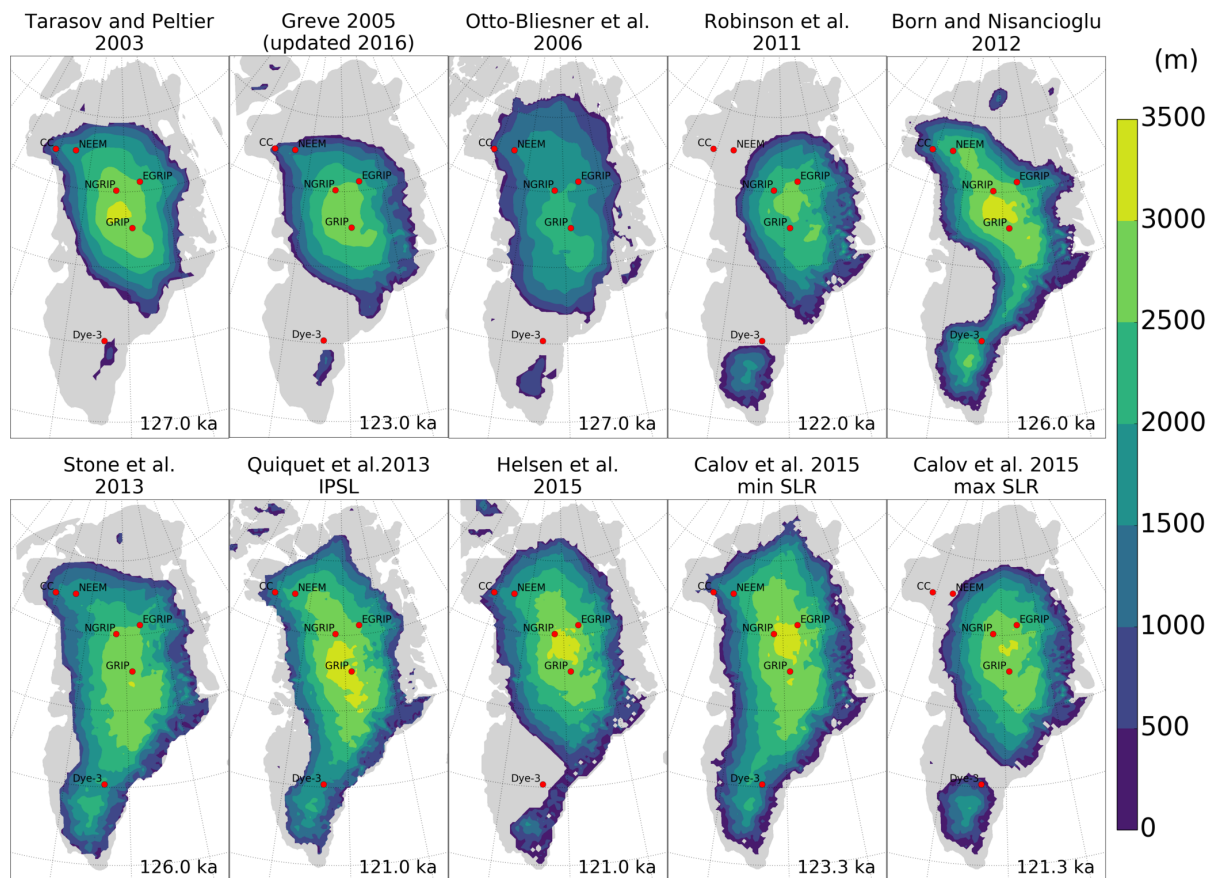 Tarasov and Peltier
2003
Greve 2005
(updated 2016)
Otto-Bliesner et al.
2006
Robinson et al.
2011
Born and Nisancioglu
2012
(m)
CC
NEEM
NGRIP
EGRIP
GRIP
Dye-3
127.0 ka
CC
NEEM
NGRIP
EGRIP
GRIP
Dye-3
123.0 ka
CC
NEEM
NGRIP
EGRIP
GRIP
Dye-3
127.0 ka
CC
NEEM
NGRIP
EGRIP
GRIP
Dye-3
122.0 ka
CC
NEEM
NGRIP
EGRIP
GRIP
Dye-3
126.0 ka
3500
3000
2500
2000
1500
1000
500
0
Stone et al.
2013
Quiquet et al.2013
IPSL
Helsen et al.
2015
Calov et al. 2015
min SLR
Calov et al. 2015
max SLR
CC
NEEM
NGRIP
EGRIP
GRIP
Dye-3
126.0 ka
CC
NEEM
NGRIP
EGRIP
GRIP
Dye-3
121.0 ka
CC
NEEM
NGRIP
EGRIP
GRIP
Dye-3
121.0 ka
CC
NEEM
NGRIP
EGRIP
GRIP
Dye-3
123.3 ka
CC
NEEM
NGRIP
EGRIP
GRIP
Dye-3
121.3 ka